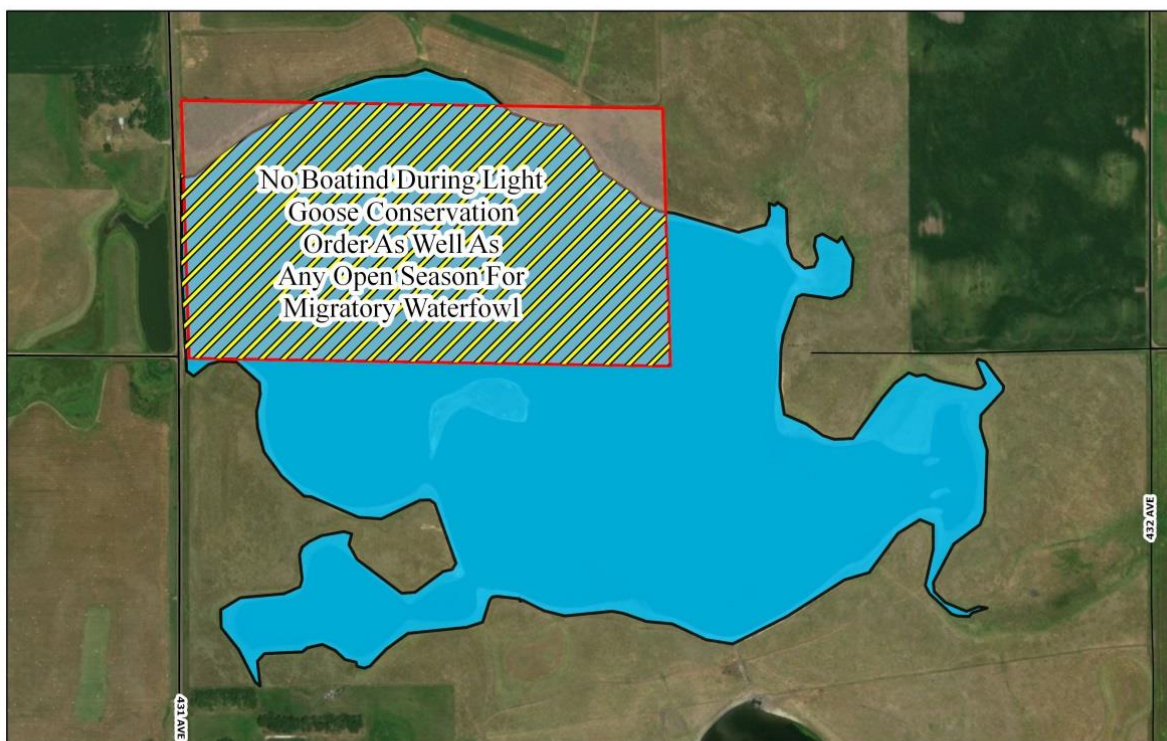 No Boatind During Light
Goose Conservation
Order As Well As
Any Open Season For
Migratory Waterfowl
432 AVE
431 AVE